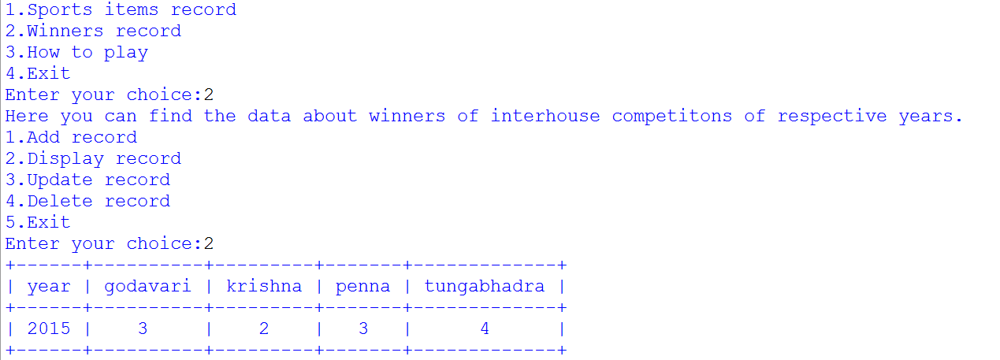 1.Sports items record
2.Winners record
3.How to play
4.Exit
Enter your choice:2
Here you can find the data about winners of interhouse competitons of respective years.
1.Add record
2.Display record
3.Update record
4.Delete record
5.Exit
Enter your choice:2
+------+----------+---------+-------+-------------+
| year | godavari | krishna | penna | tungabhadra |
+------+----------+---------+-------+-------------+
| 2015 |    3     |    2    |   3   |      4      |
+------+----------+---------+-------+-------------+